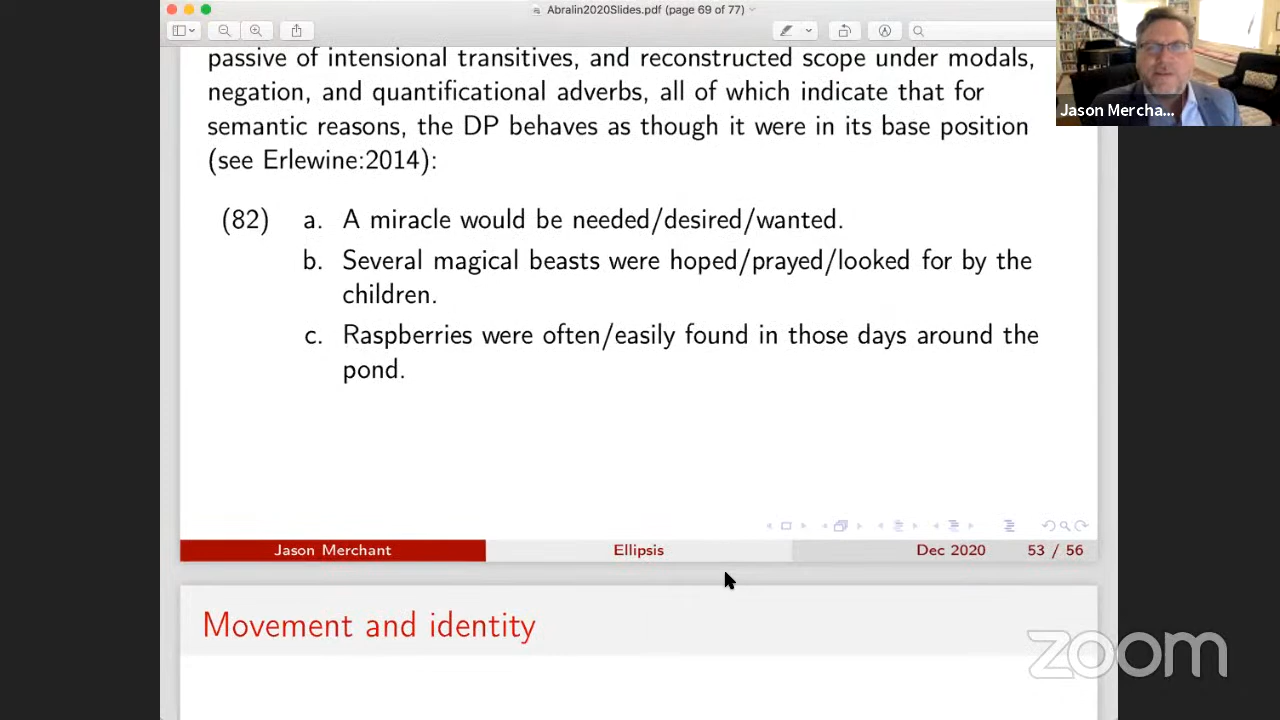 Abralin2020Slides.pdf (page 69 of 77)
passive of intensional transitives, and reconstructed scope under modals,
negation, and quantificational adverbs, all of which indicate that for
semantic reasons, the DP behaves as though it were in its base position
(see Erlewine:2014):
Jason Mercha...
(82) a. A miracle would be needed/desired/wanted.
b. Several magical beasts were hoped/prayed/looked for by the
children.
c. Raspberries were often/easily found in those days around the
pond.
Jason Merchant Ellipsis Dec 2020 53 / 56
Movement and identity
zoom